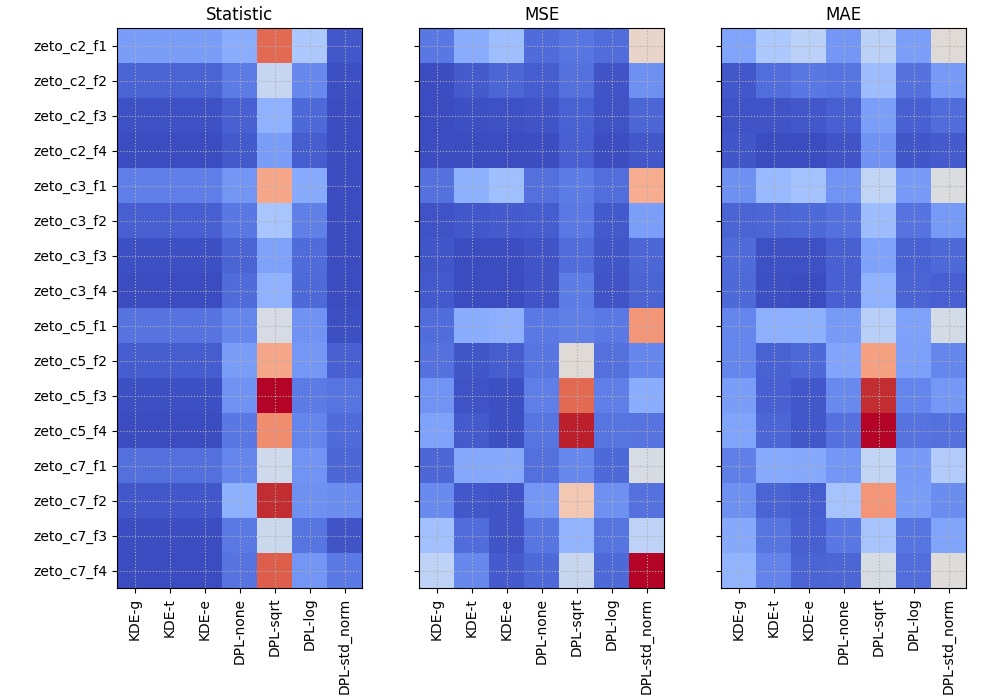 Statistic
MSE
MAE
zeto_c2_f1
zeto_c2_f2
zeto_c2_f3
zeto_c2_f4
zeto_c3_f1
zeto_c3_f2
zeto_c3_f3
zeto_c3_f4
zeto_c5_f1
zeto_c5_f2
zeto_c5_f3
zeto_c5_f4
zeto_c7_f1
zeto_c7_f2
zeto_c7_f3
zeto_c7_f4
KDE-g
KDE-t
KDE-e
DPL-none
DPL-sqrt
DPL-log
DPL-std_norm
KDE-g
KDE-t
KDE-e
DPL-none
DPL-sqrt
DPL-log
DPL-std_norm
KDE-g
KDE-t
KDE-e
DPL-none
DPL-sqrt
DPL-log
DPL-std_norm